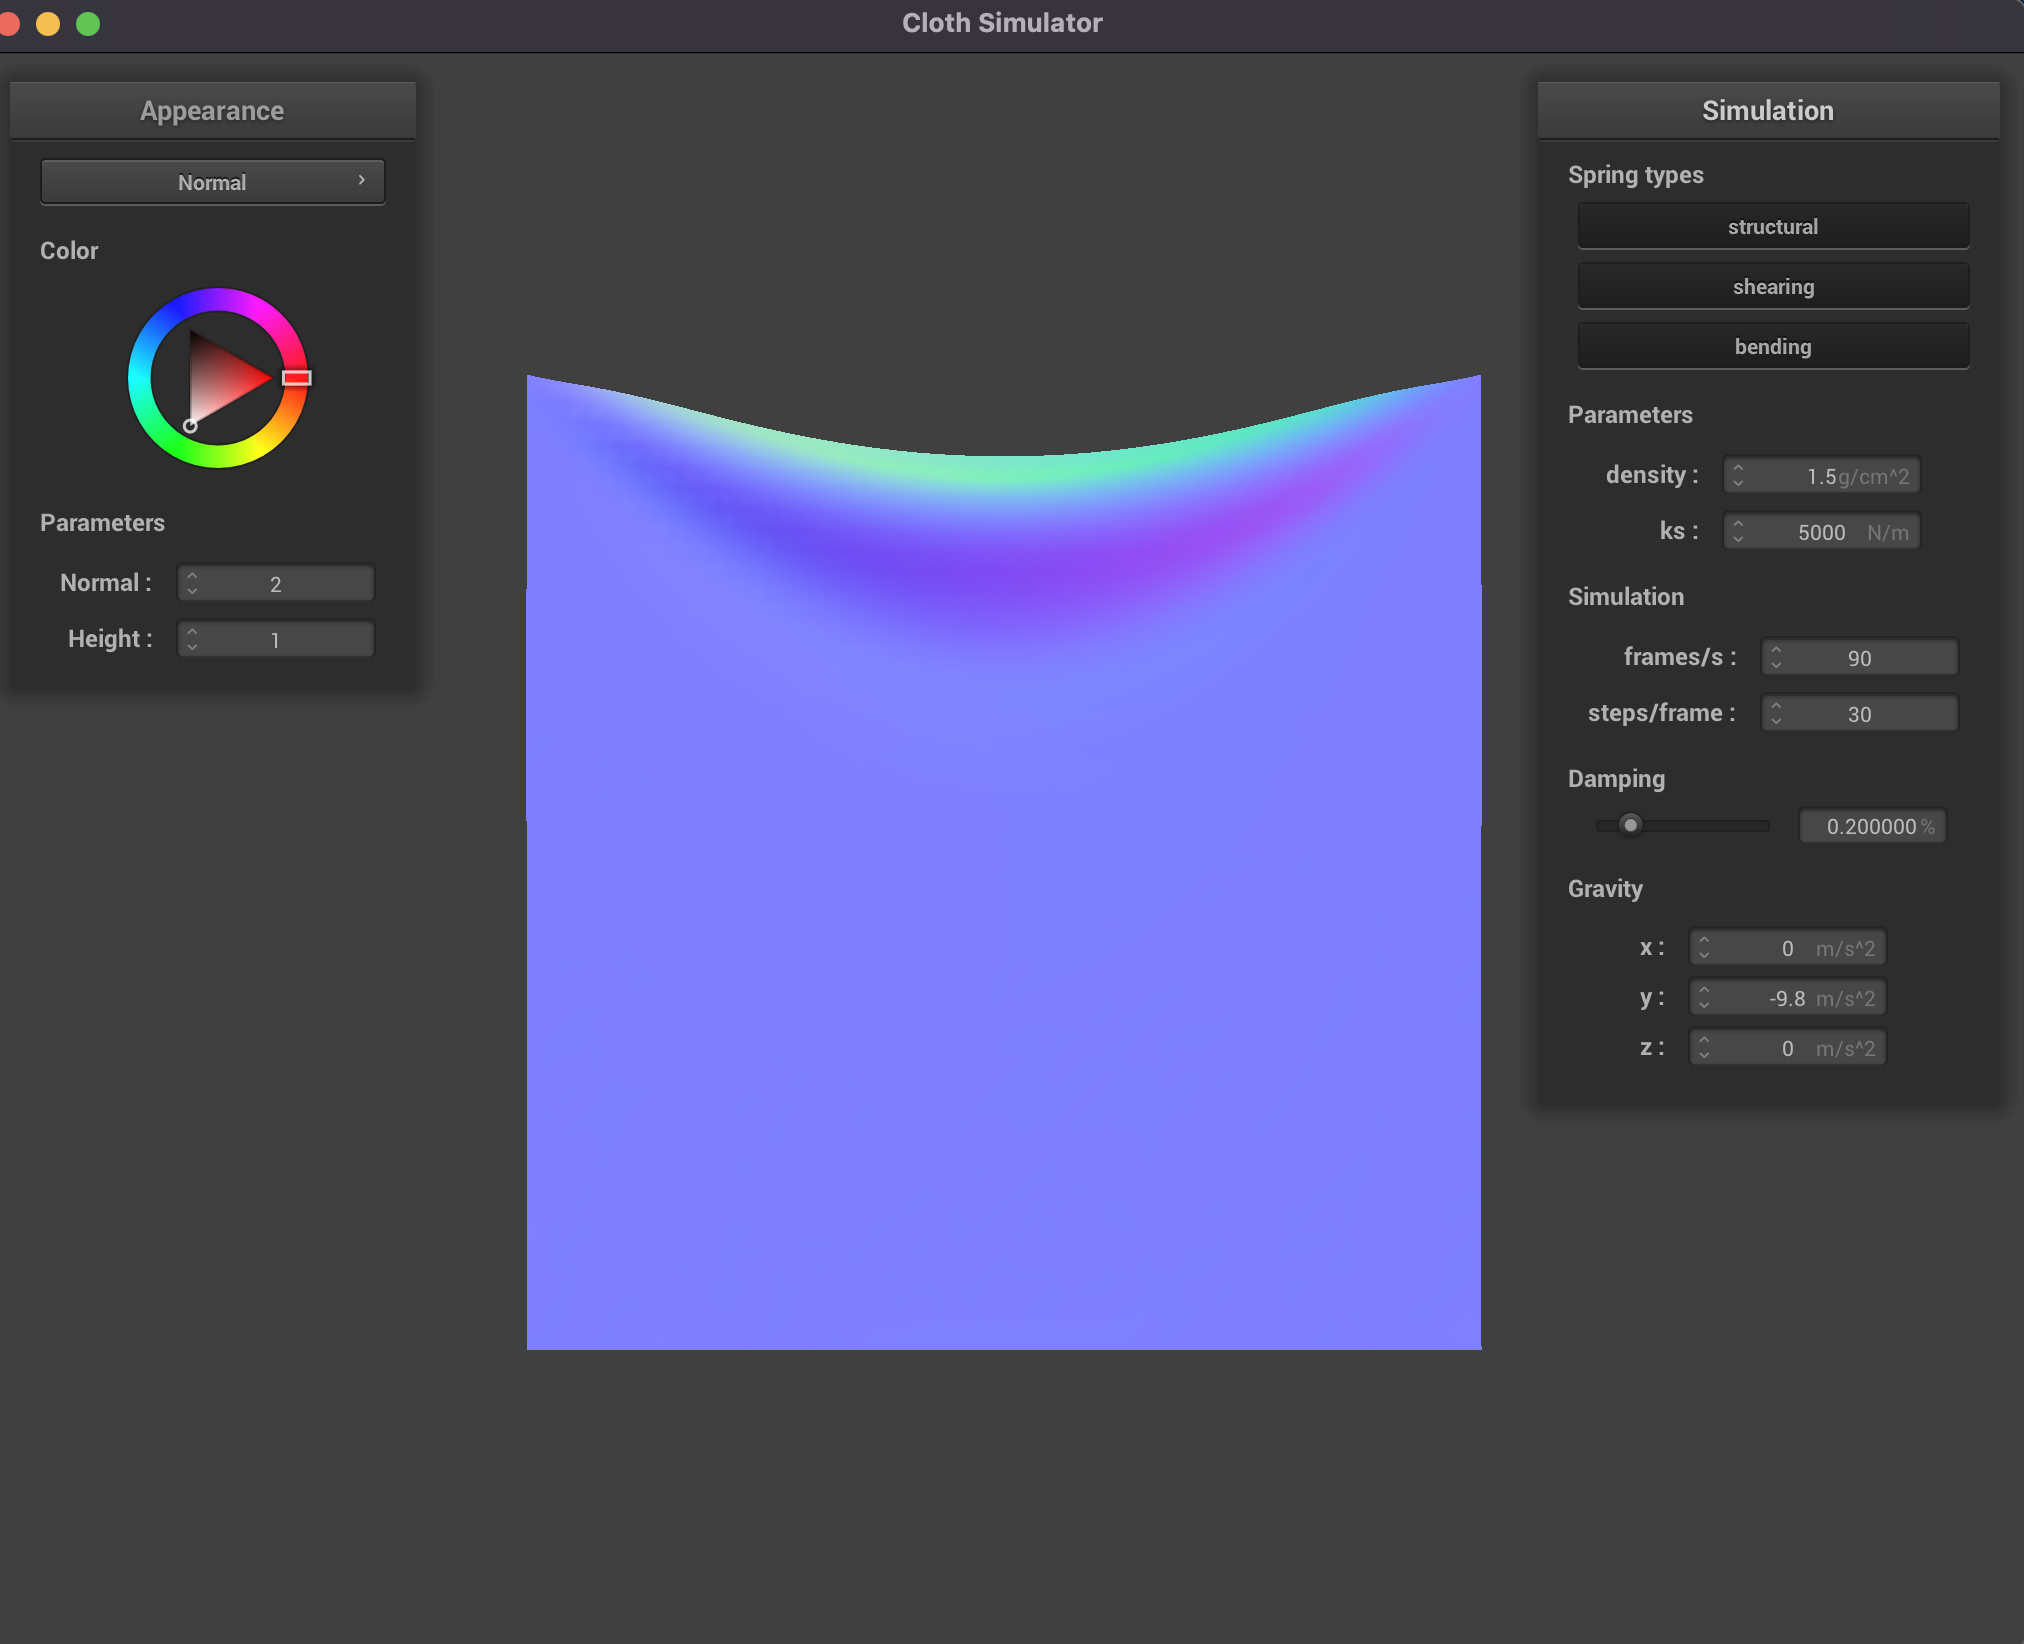 Cloth Simulator
Appearance
Normal
Color
Parameters
Normal : 2
Height : 1
Simulation
Spring types
structural
shearing
bending
Parameters
density : 1.5 g/cm^2
ks : 5000 N/m
Simulation
frames/s : 90
steps/frame : 30
Damping
0.200000 %
Gravity
x : 0 m/s^2
y : -9.8 m/s^2
z : 0 m/s^2